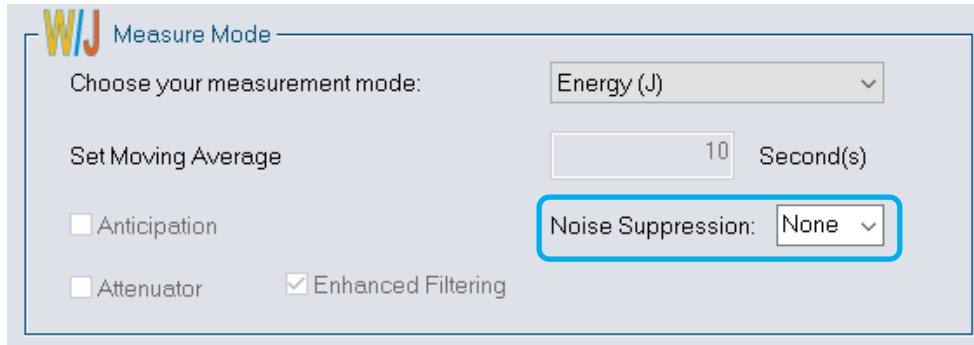 W/J Measure Mode
Choose your measurement mode: Energy (J)
Set Moving Average 10 Second(s)
Anticipation Noise Suppression: None
Attenuator Enhanced Filtering